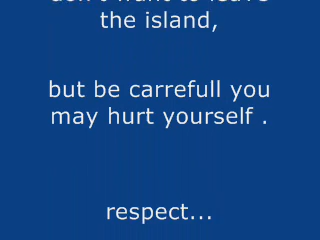 the island,
but be carrefull you
may hurt yourself .
respect...